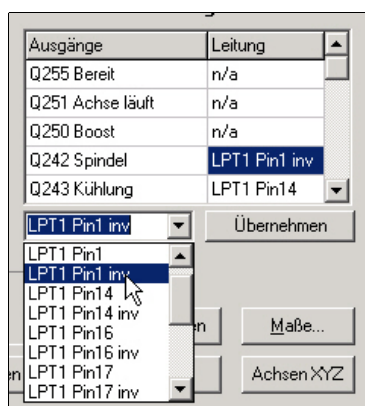 Ausgänge Leitung
Q255 Bereit n/a
Q251 Achse läuft n/a
Q250 Boost n/a
Q242 Spindel LPT1 Pin1 inv
Q243 Kühlung LPT1 Pin14
LPT1 Pin1 inv Übernehmen
LPT1 Pin1
LPT1 Pin1 inv
LPT1 Pin14
LPT1 Pin14 inv
LPT1 Pin16
LPT1 Pin16 inv
LPT1 Pin17
LPT1 Pin17 inv
Maße...
Achsen XYZ